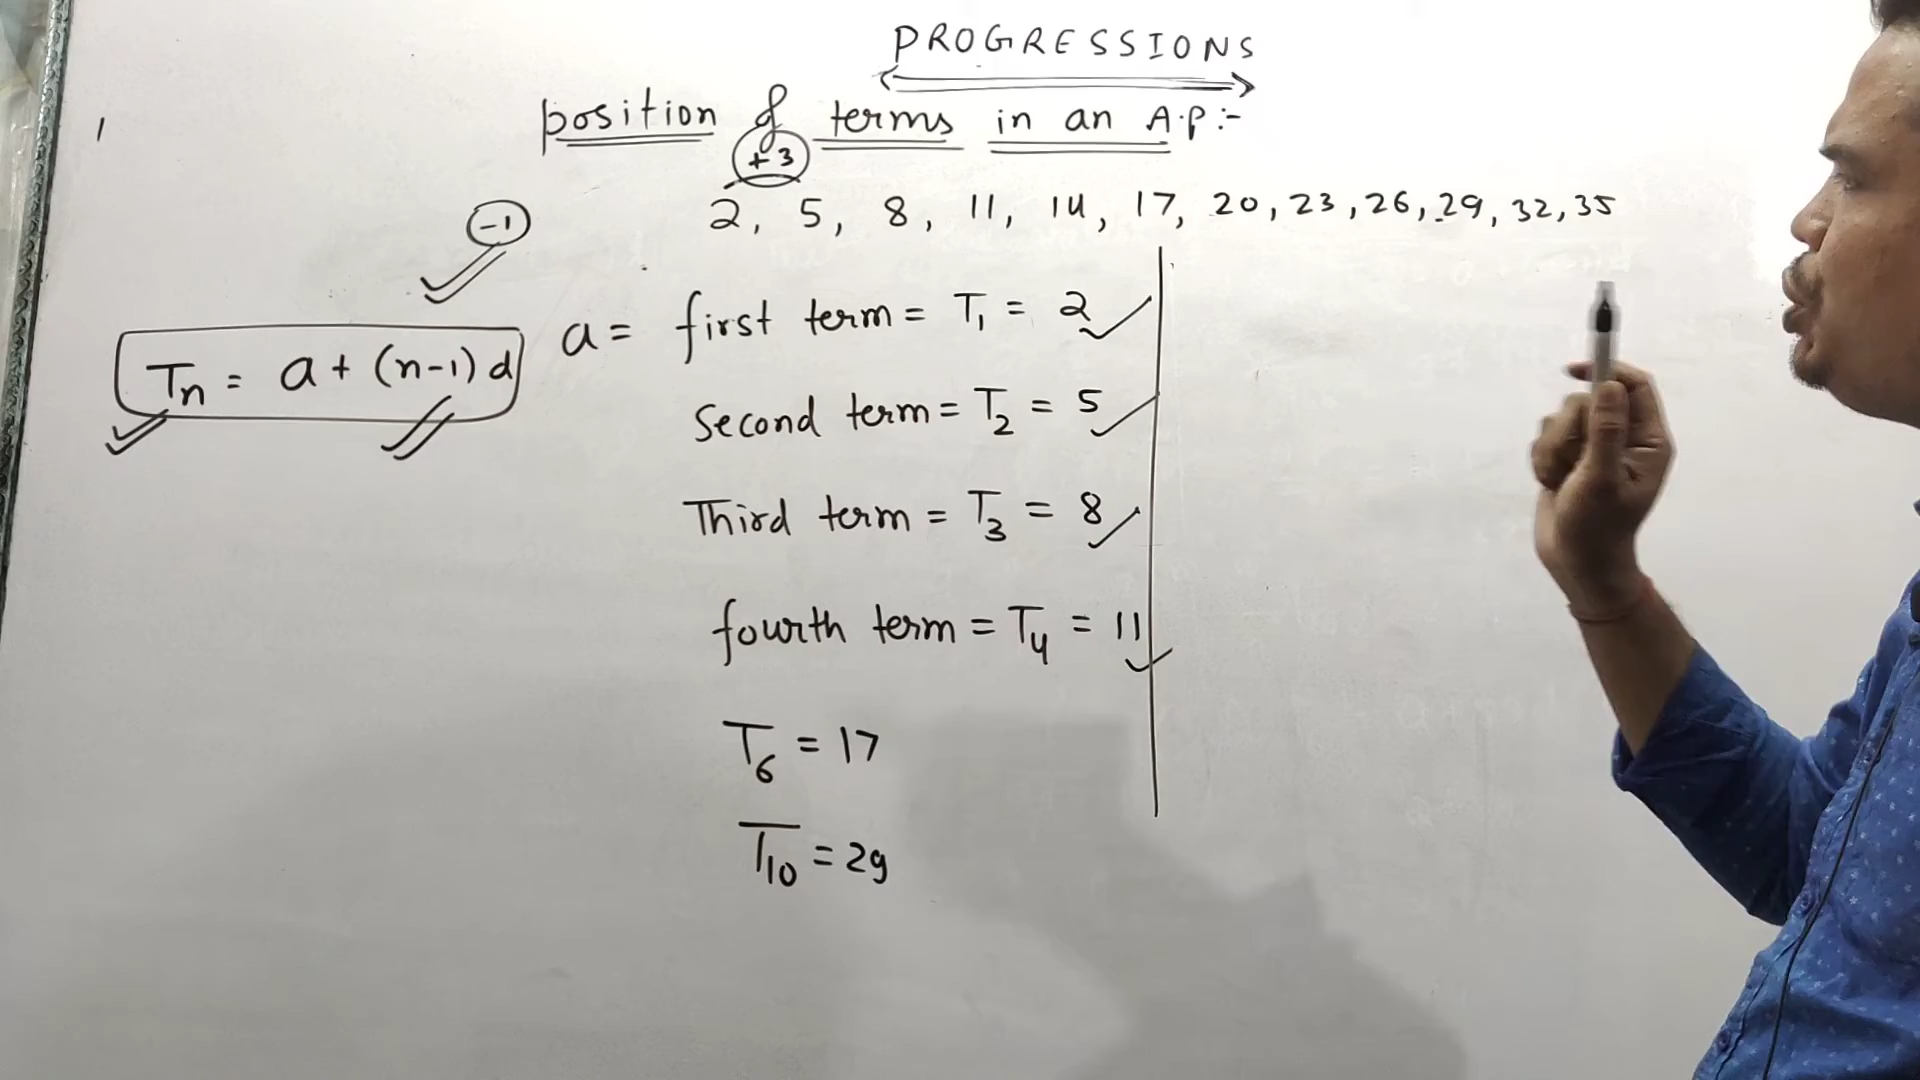 PROGRESSIONS
position of terms in an A.P:-
+3
2, 5, 8, 11, 14, 17, 20, 23, 26, 29, 32, 35
-1
Tn = a + (n-1) d
a = first term = T1 = 2
Second term = T2 = 5
Third term = T3 = 8
fourth term = T4 = 11
T6 = 17
T10 = 29